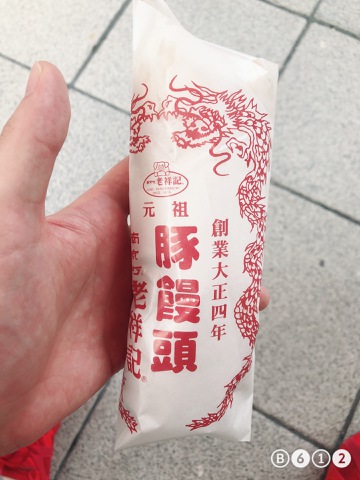 老祥記
元祖
豚饅頭
創業大正四年
南京町
老祥記
B612